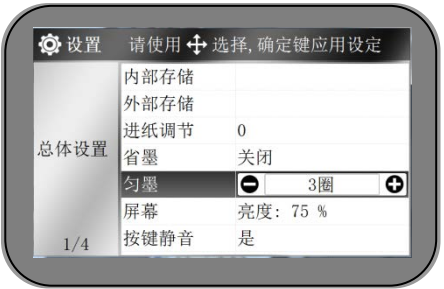 设置 请使用 选择,确定键应用设定
总体设置
1/4
内部存储
外部存储
进纸调节 0
省墨 关闭
匀墨 3圈
屏幕 亮度: 75 %
按键静音 是